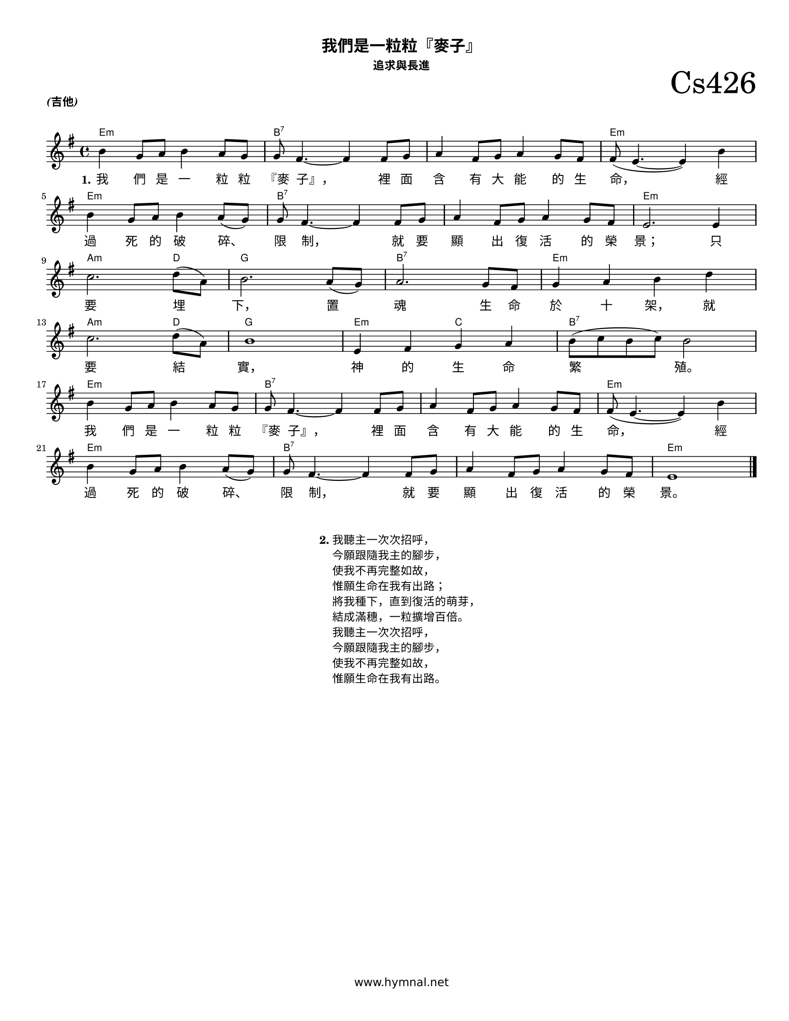 我們是一粒粒『麥子』
追求與長進
Cs426
(吉他)
Em B7 Em
1. 我 們 是 一 粒 粒 『麥 子』, 裡 面 含 有 大 能 的 生 命, 經
5 Em B7 Em
過 死 的 破 碎、 限 制, 就 要 顯 出 復 活 的 榮 景； 只
9 Am D G B7 Em
要 埋 下, 置 魂 生 命 於 十 架, 就
13 Am D G Em C B7
要 結 實, 神 的 生 命 繁 殖。
17 Em B7 Em
我 們 是 一 粒 粒 『麥 子』, 裡 面 含 有 大 能 的 生 命, 經
21 Em B7 Em
過 死 的 破 碎、 限 制, 就 要 顯 出 復 活 的 榮 景。
2. 我聽主一次次招呼,
今願跟隨我主的腳步,
使我不再完整如故,
惟願生命在我有出路；
將我種下, 直到復活的萌芽,
結成滿穗, 一粒擴增百倍。
我聽主一次次招呼,
今願跟隨我主的腳步,
使我不再完整如故,
惟願生命在我有出路。
www.hymnal.net